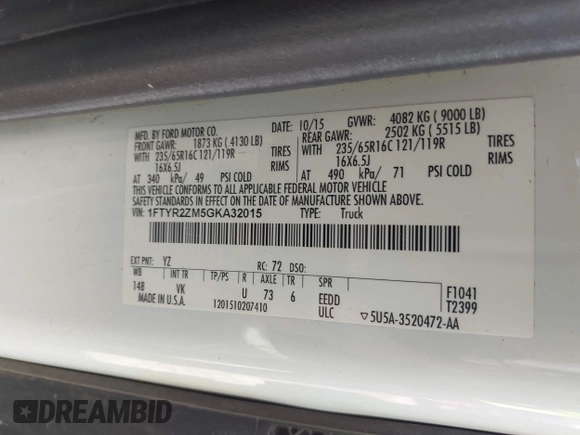 MFD. BY FORD MOTOR CO.
DATE: 10/15 GVWR: 4082 KG ( 9000 LB)
FRONT GAWR: 1873 KG ( 4130 LB)
REAR GAWR: 2502 KG ( 5515 LB)
WITH 235/65R16C 121/119R TIRES
WITH 235/65R16C 121/119R TIRES
16X6.5J RIMS
16X6.5J RIMS
AT 340 kPa/ 49 PSI COLD
AT 490 kPa/ 71 PSI COLD
THIS VEHICLE CONFORMS TO ALL APPLICABLE FEDERAL MOTOR VEHICLE
SAFETY STANDARDS IN EFFECT ON THE DATE OF MANUFACTURE SHOWN ABOVE.
VIN: 1FTYR2ZM5GKA32015 TYPE: Truck
EXT PNT: YZ RC: 72 DSO:
WB INT TR TP/PS R AXLE TR SPR
148 VK U 73 6 EEDD
ULC
F1041
T2399
MADE IN U.S.A. 1201510207410
▽5U5A-3520472-AA
DREAMBID